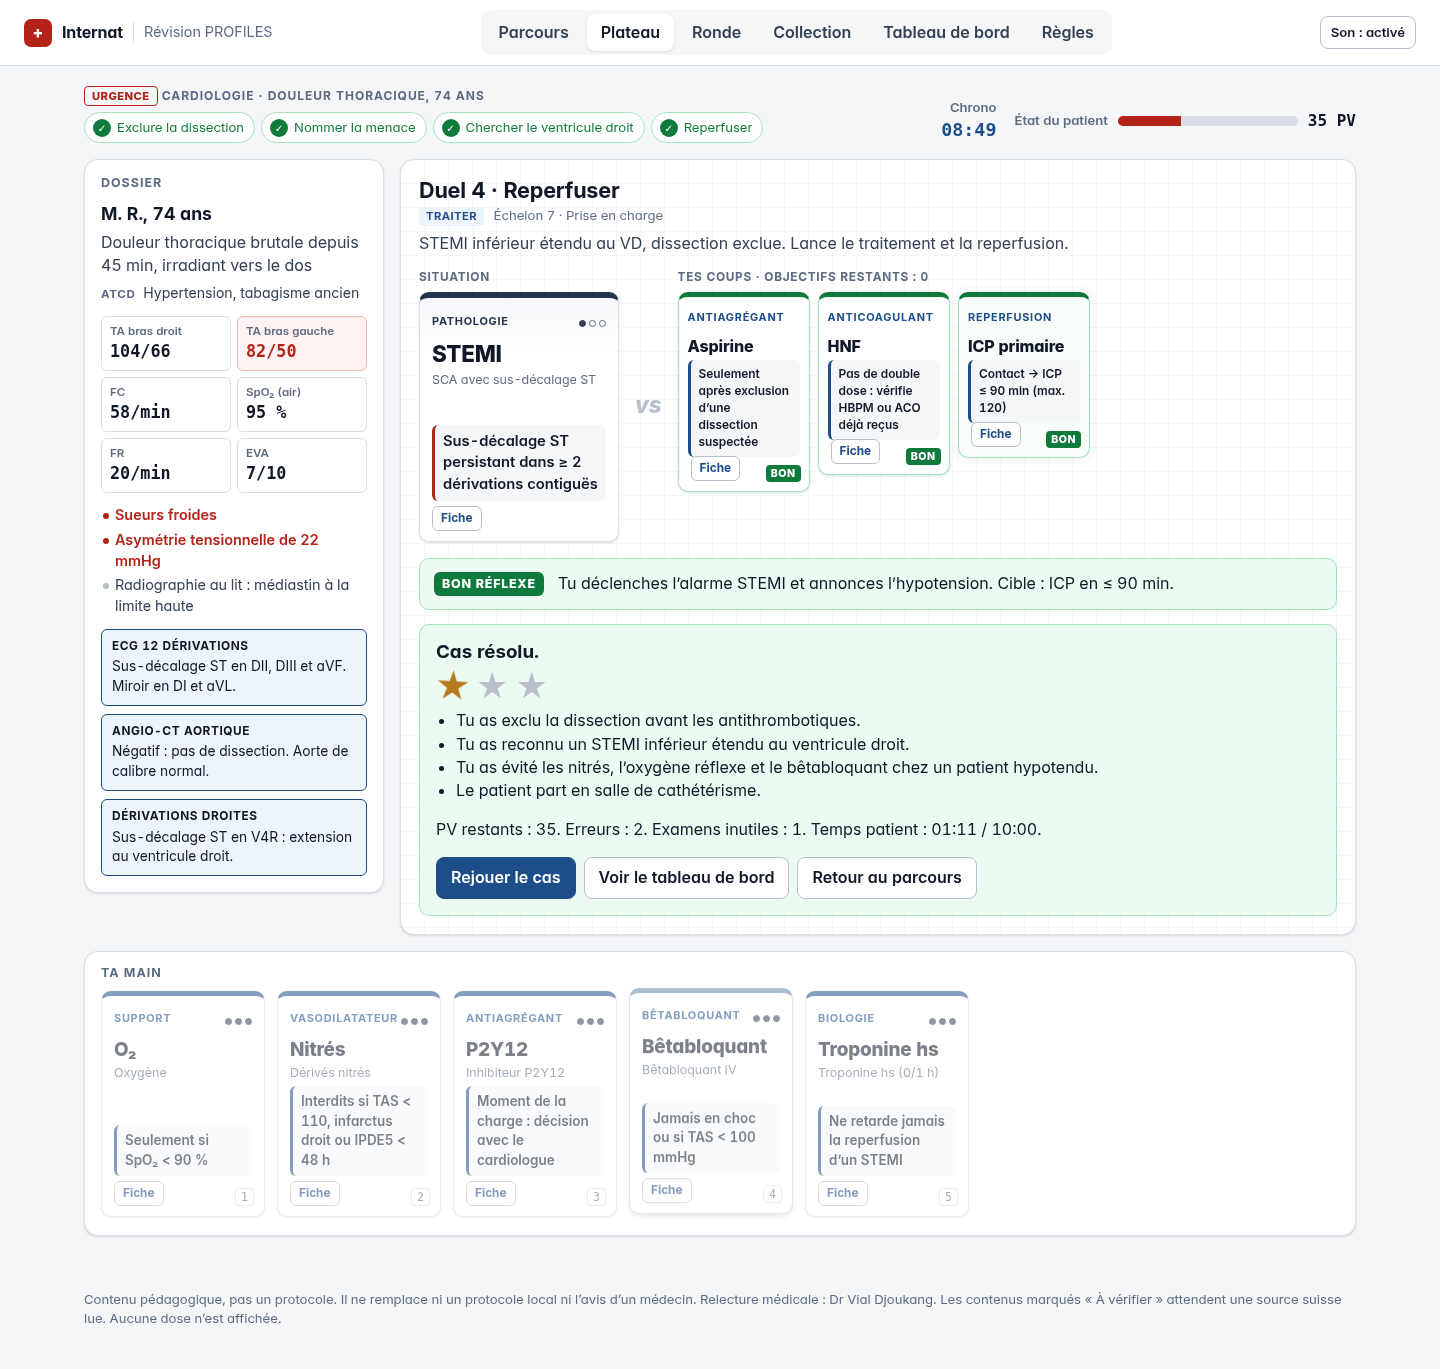 + Internat Révision PROFILES
Parcours Plateau Ronde Collection Tableau de bord Règles
Son : activé
URGENCE CARDIOLOGIE · DOULEUR THORACIQUE, 74 ANS
✓ Exclure la dissection ✓ Nommer la menace ✓ Chercher le ventricule droit ✓ Reperfuser
Chrono
08:49
État du patient 35 PV
DOSSIER
M. R., 74 ans
Douleur thoracique brutale depuis
45 min, irradiant vers le dos
ATCD Hypertension, tabagisme ancien
TA bras droit
104/66
TA bras gauche
82/50
FC
58/min
SpO₂ (air)
95 %
FR
20/min
EVA
7/10
Sueurs froides
Asymétrie tensionnelle de 22
mmHg
Radiographie au lit : médiastin à la
limite haute
ECG 12 DÉRIVATIONS
Sus-décalage ST en DII, DIII et aVF.
Miroir en DI et aVL.
ANGIO-CT AORTIQUE
Négatif : pas de dissection. Aorte de
calibre normal.
DÉRIVATIONS DROITES
Sus-décalage ST en V4R : extension
au ventricule droit.
Duel 4 · Reperfuser
TRAITER Échelon 7 · Prise en charge
STEMI inférieur étendu au VD, dissection exclue. Lance le traitement et la reperfusion.
SITUATION
PATHOLOGIE
STEMI
SCA avec sus-décalage ST
Sus-décalage ST
persistant dans ≥ 2
dérivations contiguës
Fiche
VS
TES COUPS · OBJECTIFS RESTANTS : 0
ANTIAGRÉGANT
Aspirine
Seulement
après exclusion
d’une
dissection
suspectée
Fiche
BON
ANTICOAGULANT
HNF
Pas de double
dose : vérifie
HBPM ou ACO
déjà reçus
Fiche
BON
REPERFUSION
ICP primaire
Contact → ICP
≤ 90 min (max.
120)
Fiche
BON
BON RÉFLEXE Tu déclenches l’alarme STEMI et annonces l’hypotension. Cible : ICP en ≤ 90 min.
Cas résolu.
★ ★ ★
Tu as exclu la dissection avant les antithrombotiques.
Tu as reconnu un STEMI inférieur étendu au ventricule droit.
Tu as évité les nitrés, l’oxygène réflexe et le bêtabloquant chez un patient hypotendu.
Le patient part en salle de cathétérisme.
PV restants : 35. Erreurs : 2. Examens inutiles : 1. Temps patient : 01:11 / 10:00.
Rejouer le cas Voir le tableau de bord Retour au parcours
TA MAIN
SUPPORT
O₂
Oxygène
Seulement si
SpO₂ < 90 %
Fiche 1
VASODILATATEUR
Nitrés
Dérivés nitrés
Interdits si TAS <
110, infarctus
droit ou IPDE5 <
48 h
Fiche 2
ANTIAGRÉGANT
P2Y12
Inhibiteur P2Y12
Moment de la
charge : décision
avec le
cardiologue
Fiche 3
BÊTABLOQUANT
Bêtabloquant
Bêtabloquant IV
Jamais en choc
ou si TAS < 100
mmHg
Fiche 4
BIOLOGIE
Troponine hs
Troponine hs (0/1 h)
Ne retarde jamais
la reperfusion
d’un STEMI
Fiche 5
Contenu pédagogique, pas un protocole. Il ne remplace ni un protocole local ni l’avis d’un médecin. Relecture médicale : Dr Vial Djoukang. Les contenus marqués « À vérifier » attendent une source suisse
lue. Aucune dose n’est affichée.